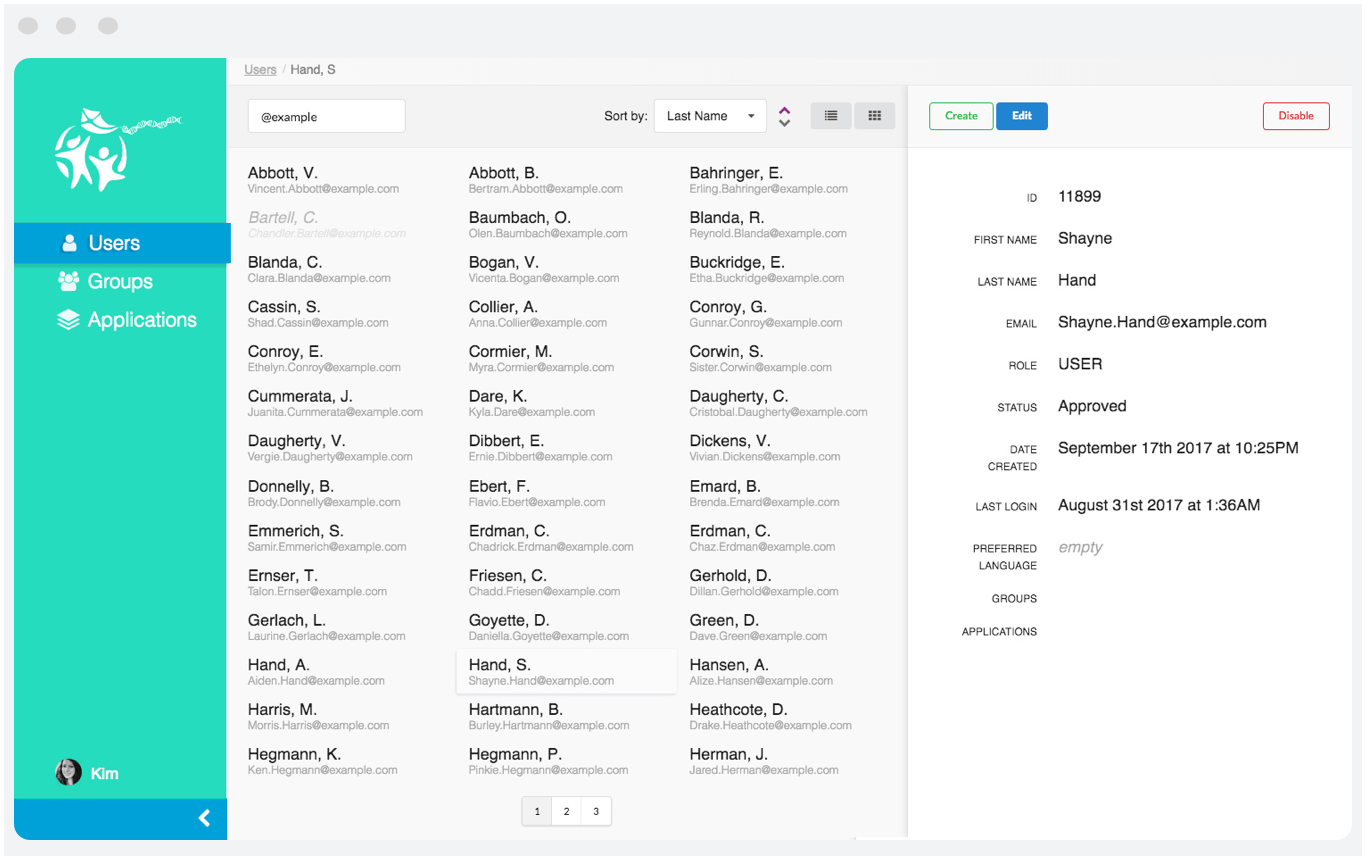 Users / Hand, S
@example
Sort by: Last Name
Create
Edit
Disable
Users
Groups
Applications
Kim
Abbott, V.
Vincent.Abbott@example.com
Abbott, B.
Bertram.Abbott@example.com
Bahringer, E.
Erling.Bahringer@example.com
Bartell, C.
Chandler.Bartell@example.com
Baumbach, O.
Olen.Baumbach@example.com
Blanda, R.
Reynold.Blanda@example.com
Blanda, C.
Clara.Blanda@example.com
Bogan, V.
Vicenta.Bogan@example.com
Buckridge, E.
Etha.Buckridge@example.com
Cassin, S.
Shad.Cassin@example.com
Collier, A.
Anna.Collier@example.com
Conroy, G.
Gunnar.Conroy@example.com
Conroy, E.
Ethelyn.Conroy@example.com
Cormier, M.
Myra.Cormier@example.com
Corwin, S.
Sister.Corwin@example.com
Cummerata, J.
Juanita.Cummerata@example.com
Dare, K.
Kyla.Dare@example.com
Daugherty, C.
Cristobal.Daugherty@example.com
Daugherty, V.
Vergie.Daugherty@example.com
Dibbert, E.
Ernie.Dibbert@example.com
Dickens, V.
Vivian.Dickens@example.com
Donnelly, B.
Brody.Donnelly@example.com
Ebert, F.
Flavio.Ebert@example.com
Emard, B.
Brenda.Emard@example.com
Emmerich, S.
Samir.Emmerich@example.com
Erdman, C.
Chadrick.Erdman@example.com
Erdman, C.
Chaz.Erdman@example.com
Ernser, T.
Talon.Ernser@example.com
Friesen, C.
Chadd.Friesen@example.com
Gerhold, D.
Dillan.Gerhold@example.com
Gerlach, L.
Laurine.Gerlach@example.com
Goyette, D.
Daniella.Goyette@example.com
Green, D.
Dave.Green@example.com
Hand, A.
Aiden.Hand@example.com
Hand, S.
Shayne.Hand@example.com
Hansen, A.
Alize.Hansen@example.com
Harris, M.
Morris.Harris@example.com
Hartmann, B.
Burley.Hartmann@example.com
Heathcote, D.
Drake.Heathcote@example.com
Hegmann, K.
Ken.Hegmann@example.com
Hegmann, P.
Pinkie.Hegmann@example.com
Herman, J.
Jared.Herman@example.com
1 2 3
ID 11899
FIRST NAME Shayne
LAST NAME Hand
EMAIL Shayne.Hand@example.com
ROLE USER
STATUS Approved
DATE September 17th 2017 at 10:25PM
CREATED
LAST LOGIN August 31st 2017 at 1:36AM
PREFERRED empty
LANGUAGE
GROUPS
APPLICATIONS